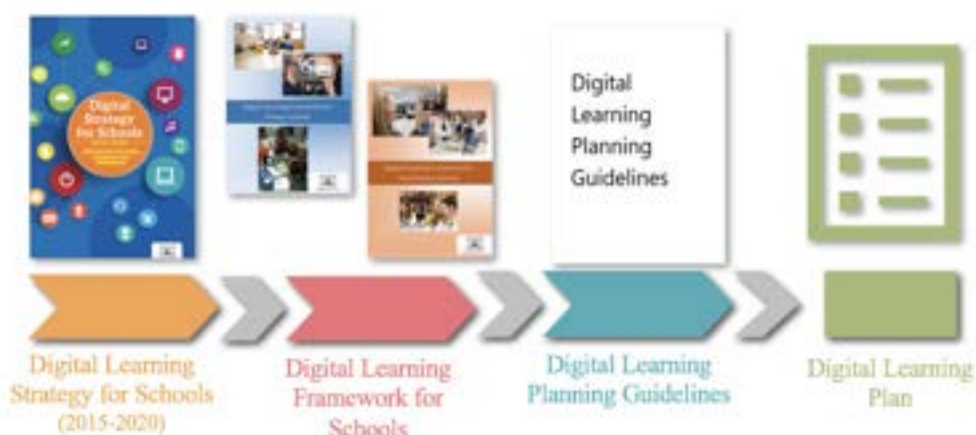 Digital
Strategy
for Schools
Digital
Learning
Planning
Guidelines
Digital Learning
Strategy for Schools
(2015-2020)
Digital Learning
Framework for
Schools
Digital Learning
Planning Guidelines
Digital Learning
Plan